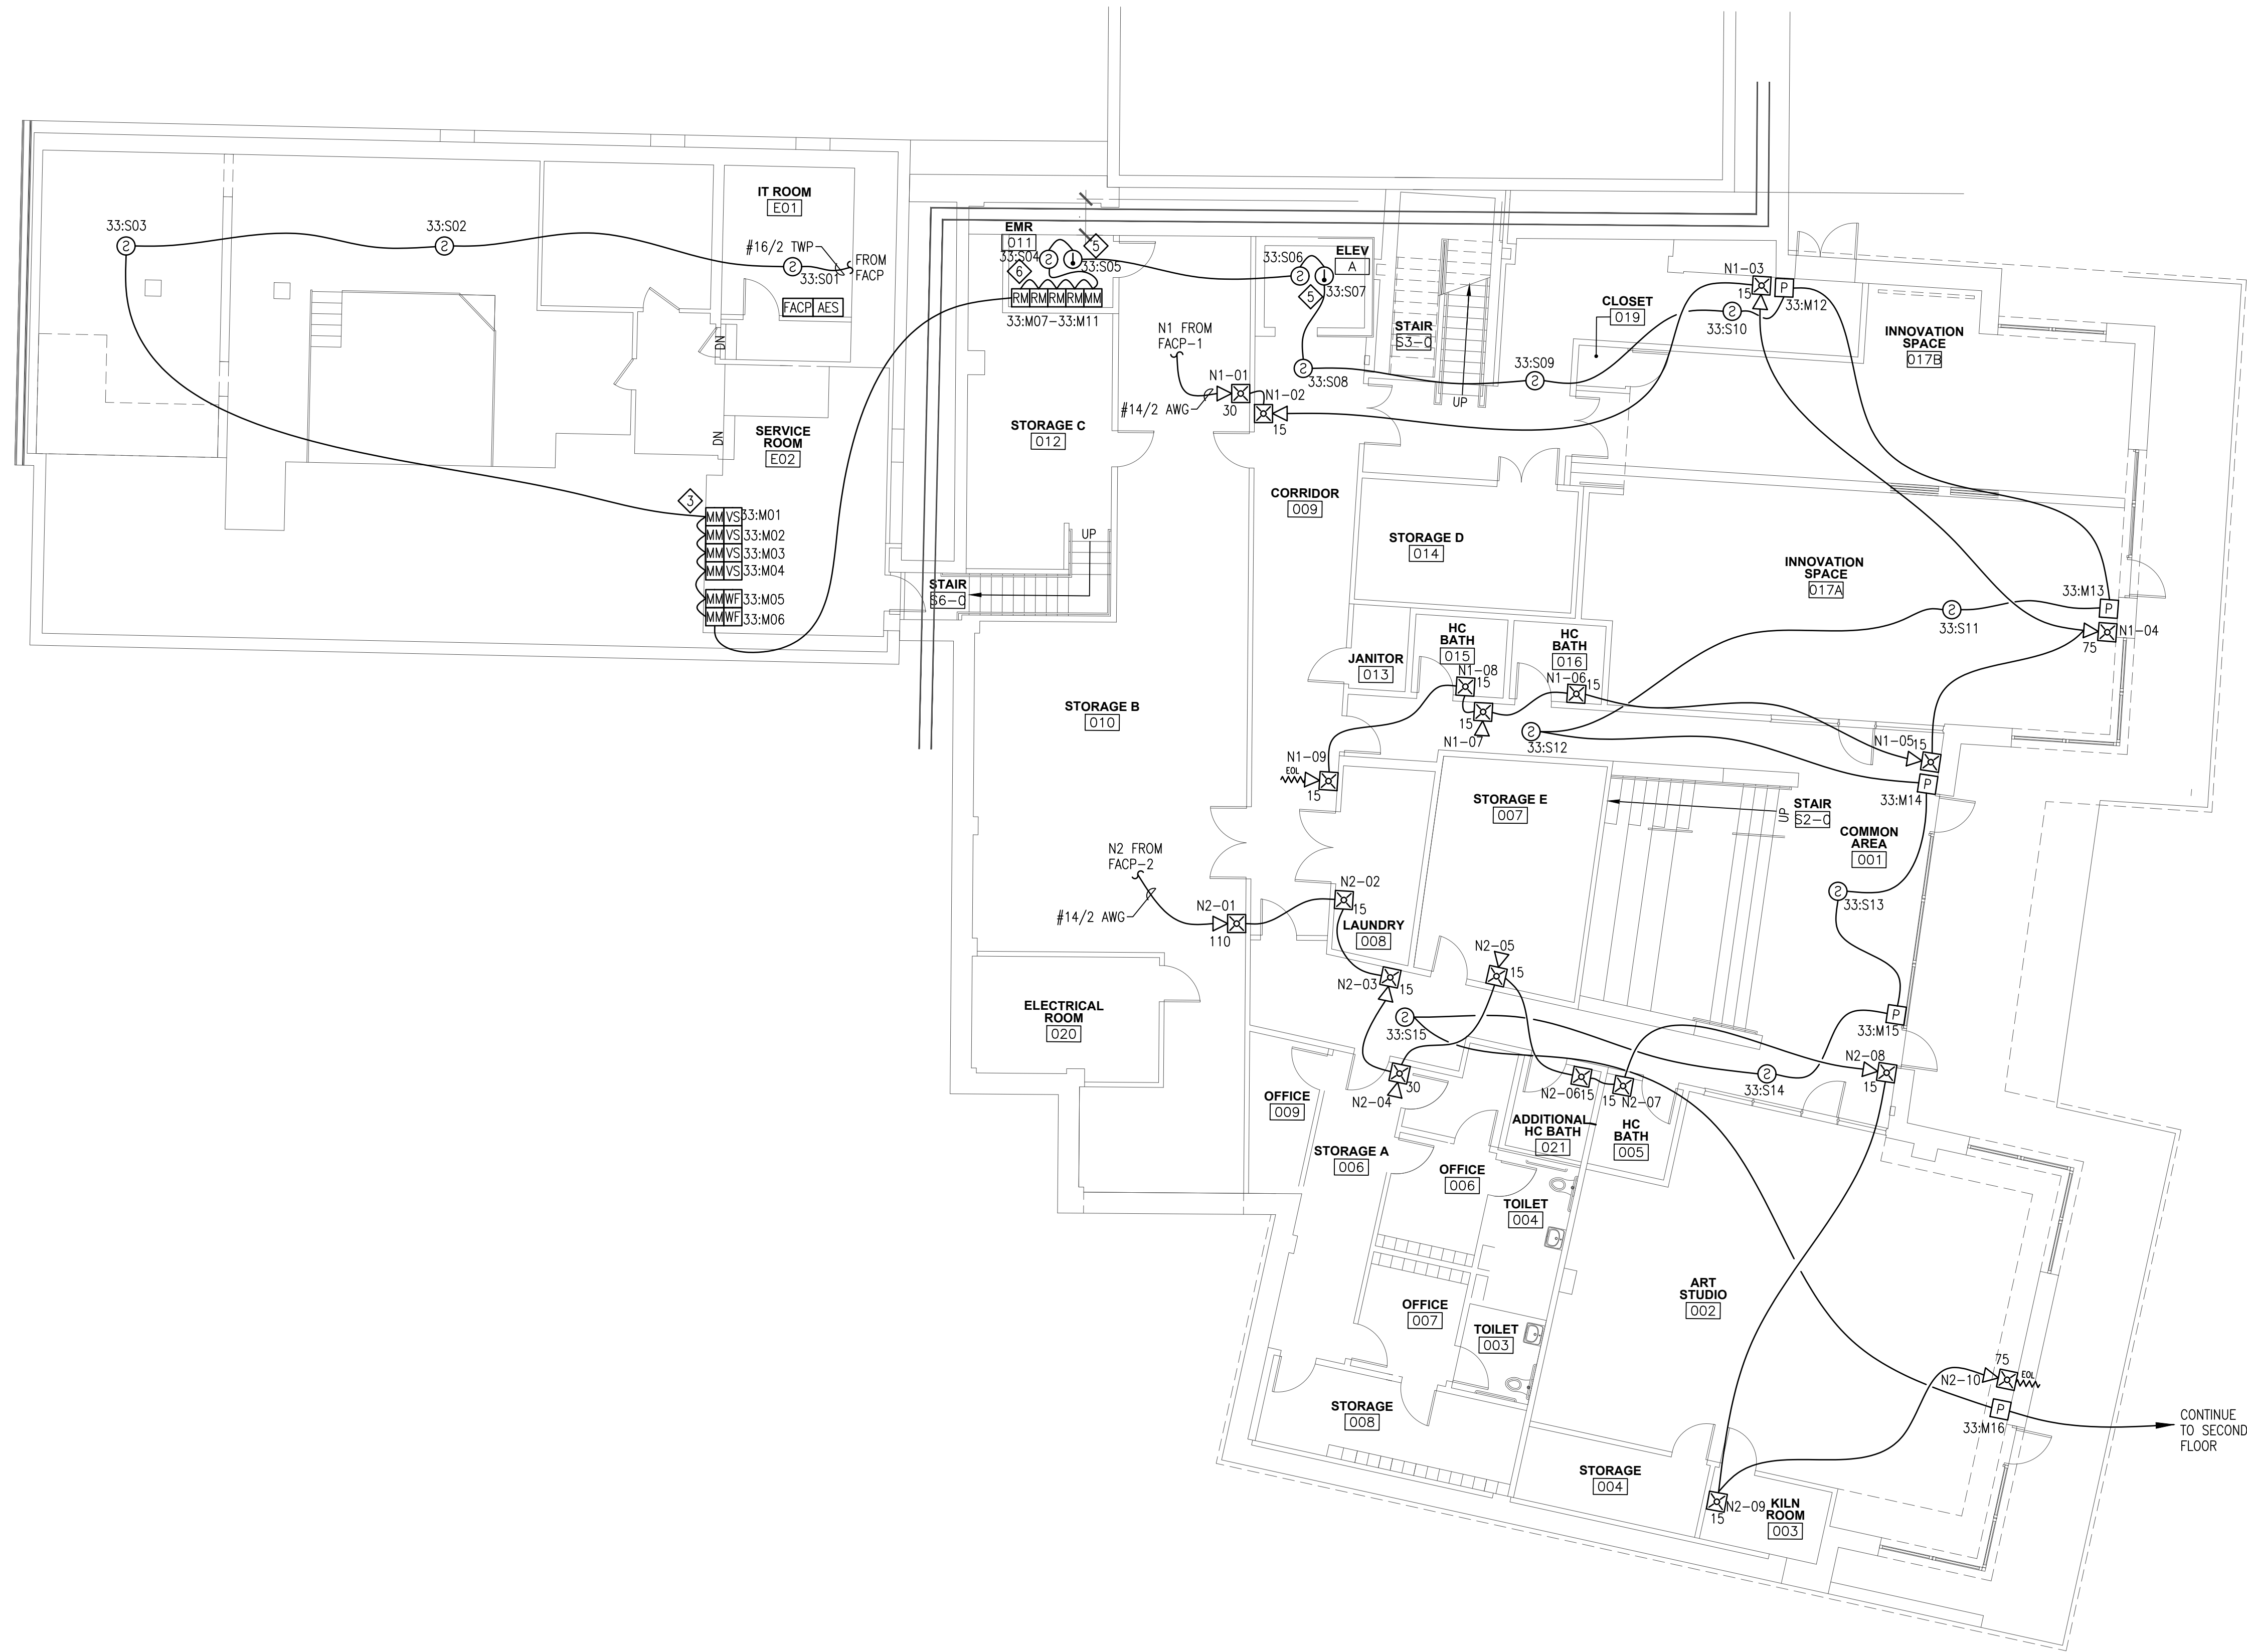 IT ROOM
E01
33:S03
33:S02
#16/2 TWP
FROM
FACP
33:S01
FACP AES
EMR
011
5
33:S04
33:S05
6
RM RM RM RM MM
33:M07-33:M11
33:S06
ELEV
A
33:S07
5
N1-03
15
P
33:M12
CLOSET
019
33:S10
INNOVATION
SPACE
017B
STAIR
S3-0
N1 FROM
FACP-1
33:S09
33:S08
N1-01
30
N1-02
15
#14/2 AWG
UP
DN
DN
SERVICE
ROOM
E02
STORAGE C
012
CORRIDOR
009
3
MM VS 33:M01
MM VS 33:M02
MM VS 33:M03
MM VS 33:M04
MM WF 33:M05
MM WF 33:M06
UP
STAIR
S6-0
STORAGE D
014
INNOVATION
SPACE
017A
33:M13
P
33:S11
N1-04
75
HC
BATH
015
HC
BATH
016
JANITOR
013
N1-08
15
N1-06
15
15
N1-07
STORAGE B
010
33:S12
N1-05
15
N1-09
EOL
15
P
33:M14
STORAGE E
007
UP
STAIR
S2-0
COMMON
AREA
001
N2 FROM
FACP-2
#14/2 AWG
N2-01
110
N2-02
15
LAUNDRY
008
33:S13
N2-05
15
N2-03
15
ELECTRICAL
ROOM
020
33:S15
P
33:M15
N2-08
15
33:S14
30
N2-04
N2-06
15
15
N2-07
OFFICE
009
ADDITIONAL
HC BATH
021
HC
BATH
005
STORAGE A
006
OFFICE
006
TOILET
004
ART
STUDIO
002
OFFICE
007
TOILET
003
75
N2-10
EOL
P
33:M16
CONTINUE
TO SECOND
FLOOR
STORAGE
008
STORAGE
004
N2-09
15
KILN
ROOM
003